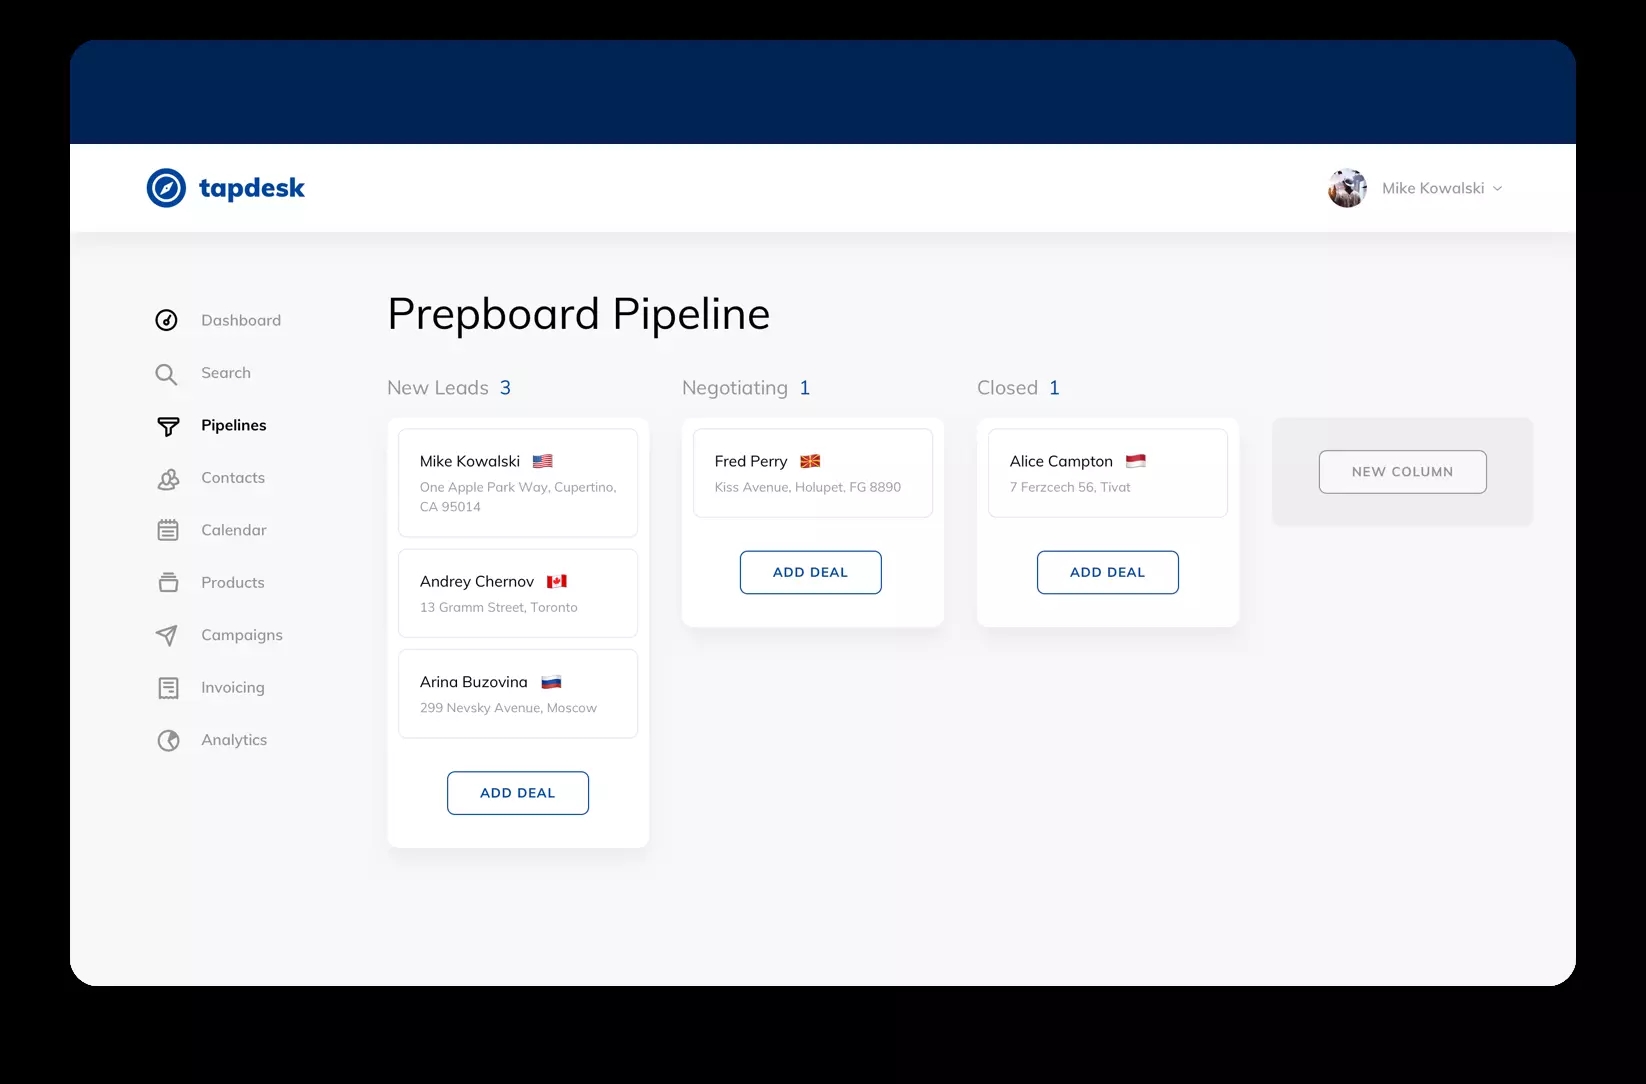 tapdesk
Mike Kowalski
Dashboard
Search
Pipelines
Contacts
Calendar
Products
Campaigns
Invoicing
Analytics
Prepboard Pipeline
New Leads 3
Mike Kowalski
One Apple Park Way, Cupertino,
CA 95014
Andrey Chernov
13 Gramm Street, Toronto
Arina Buzovina
299 Nevsky Avenue, Moscow
ADD DEAL
Negotiating 1
Fred Perry
Kiss Avenue, Holupet, FG 8890
ADD DEAL
Closed 1
Alice Campton
7 Ferzcech 56, Tivat
ADD DEAL
NEW COLUMN